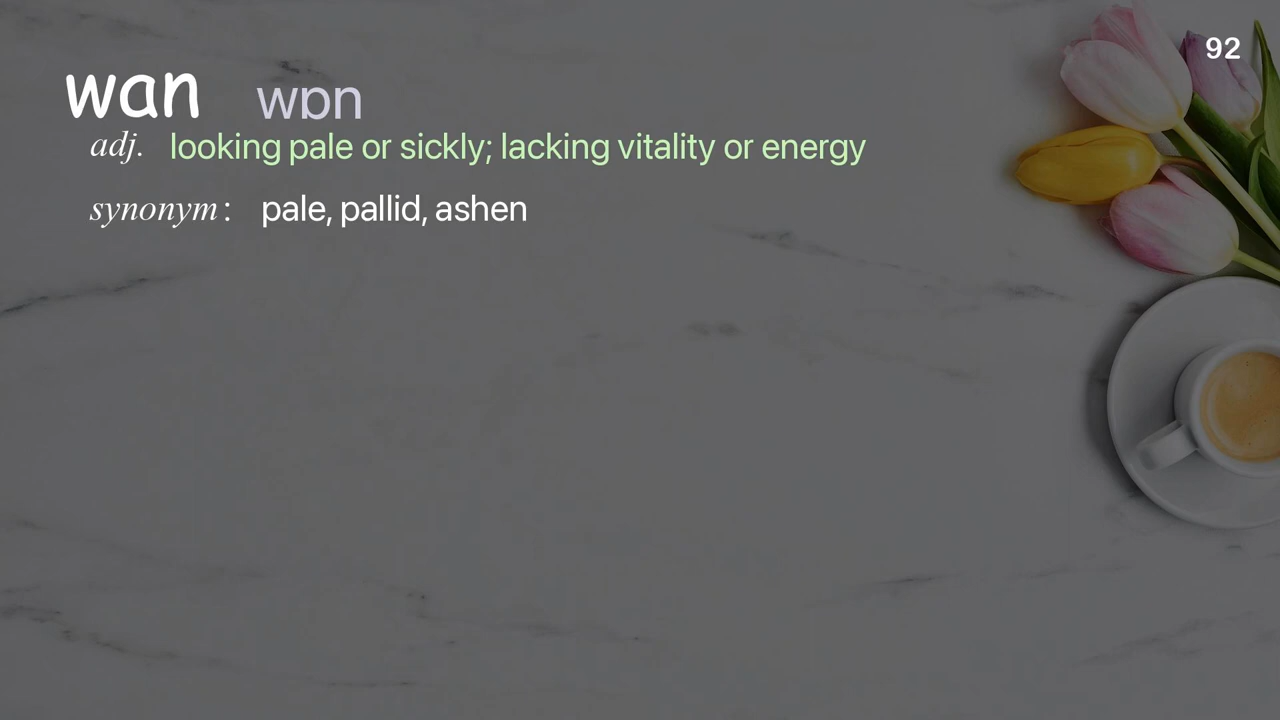 92
wan wɒn
adj. looking pale or sickly; lacking vitality or energy
synonym: pale, pallid, ashen